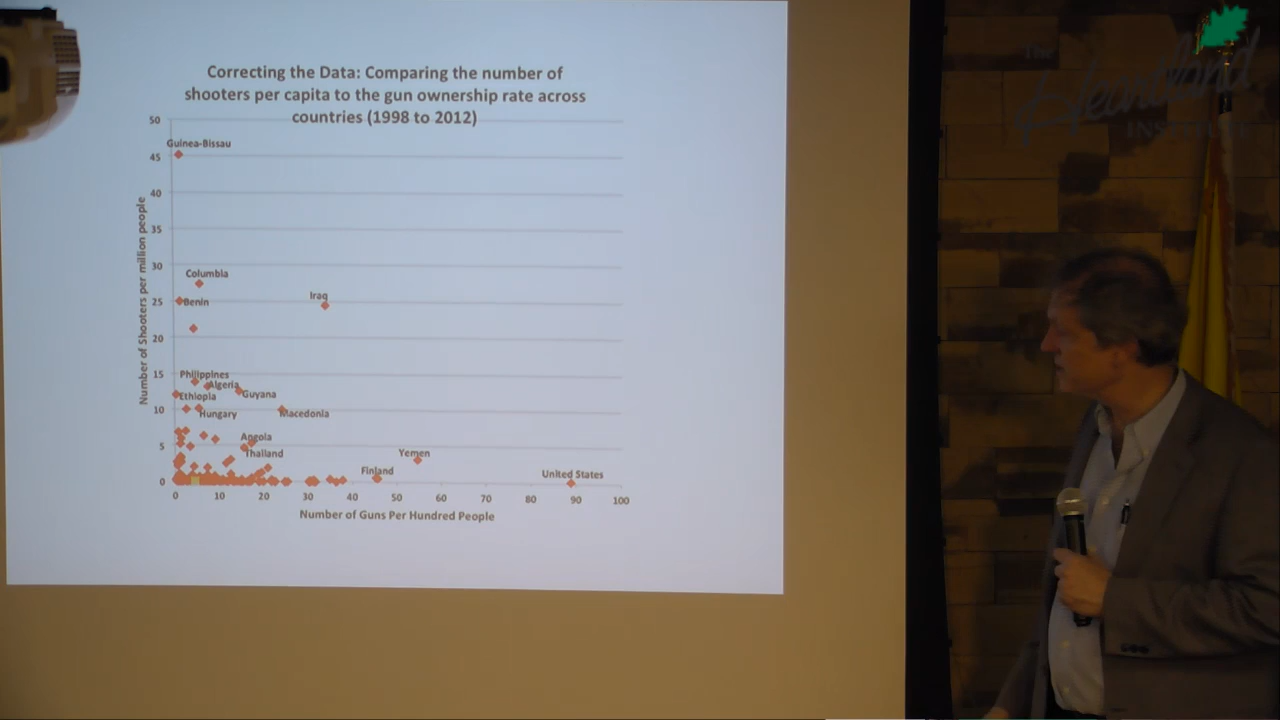 Correcting the Data: Comparing the number of
shooters per capita to the gun ownership rate across
countries (1998 to 2012)
The
Heartland
INSTITUTE
Number of Shooters per million people
50
45
40
35
30
25
20
15
10
5
0
Guinea-Bissau
Columbia
Benin
Iraq
Philippines
Algeria
Ethiopia
Guyana
Hungary
Macedonia
Angola
Thailand
Yemen
Finland
United States
0 10 20 30 40 50 60 70 80 90 100
Number of Guns Per Hundred People